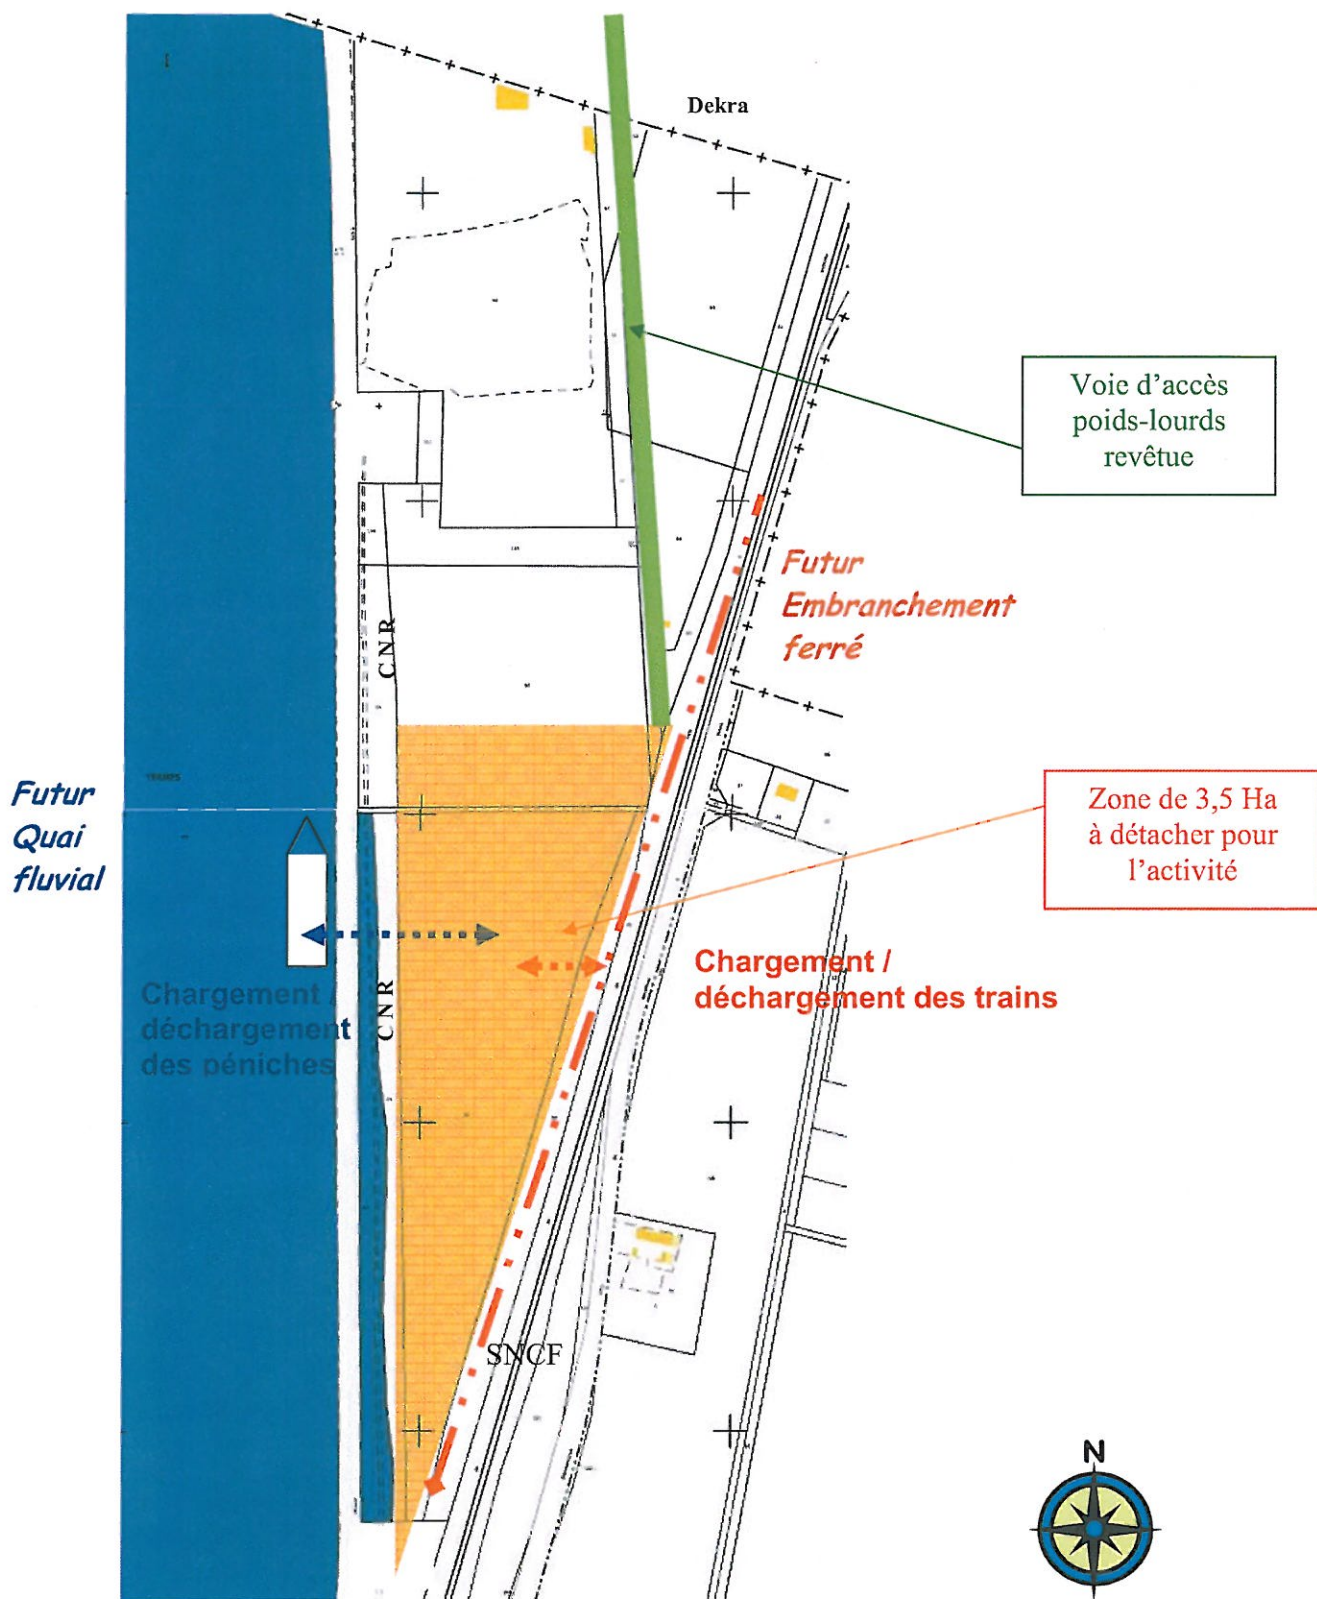 Dekra
Voie d'accès
poids-lourds
revêtue
Futur
Embranchement
ferré
CNR
Futur
Quai
fluvial
Zone de 3,5 Ha
à détacher pour
l'activité
Chargement /
déchargement des trains
Chargement /
déchargement
des péniches
CNR
SNCF
N